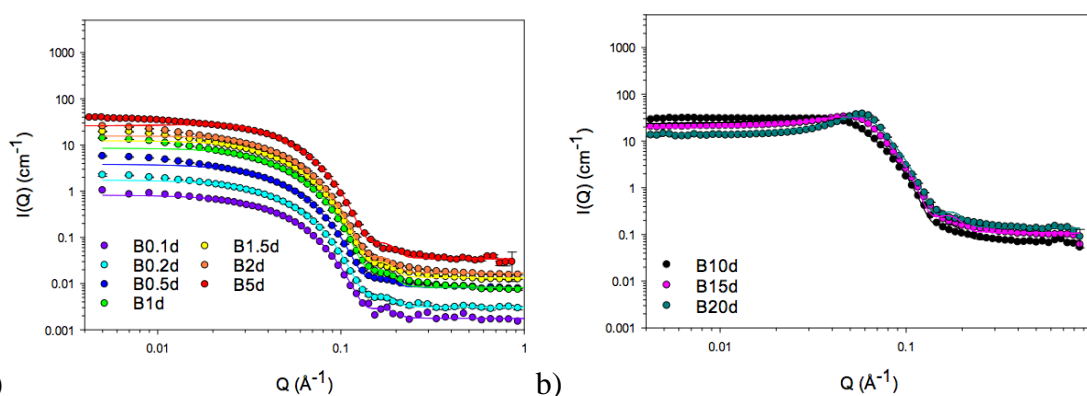 1000
100
10
1
0.1
0.01
0.001
I(Q) (cm⁻¹)
B0.1d
B0.2d
B0.5d
B1d
B1.5d
B2d
B5d
0.01
0.1
1
Q (Å⁻¹)
)
b)
1000
100
10
1
0.1
0.01
0.001
I(Q) (cm⁻¹)
B10d
B15d
B20d
0.01
0.1
Q (Å⁻¹)